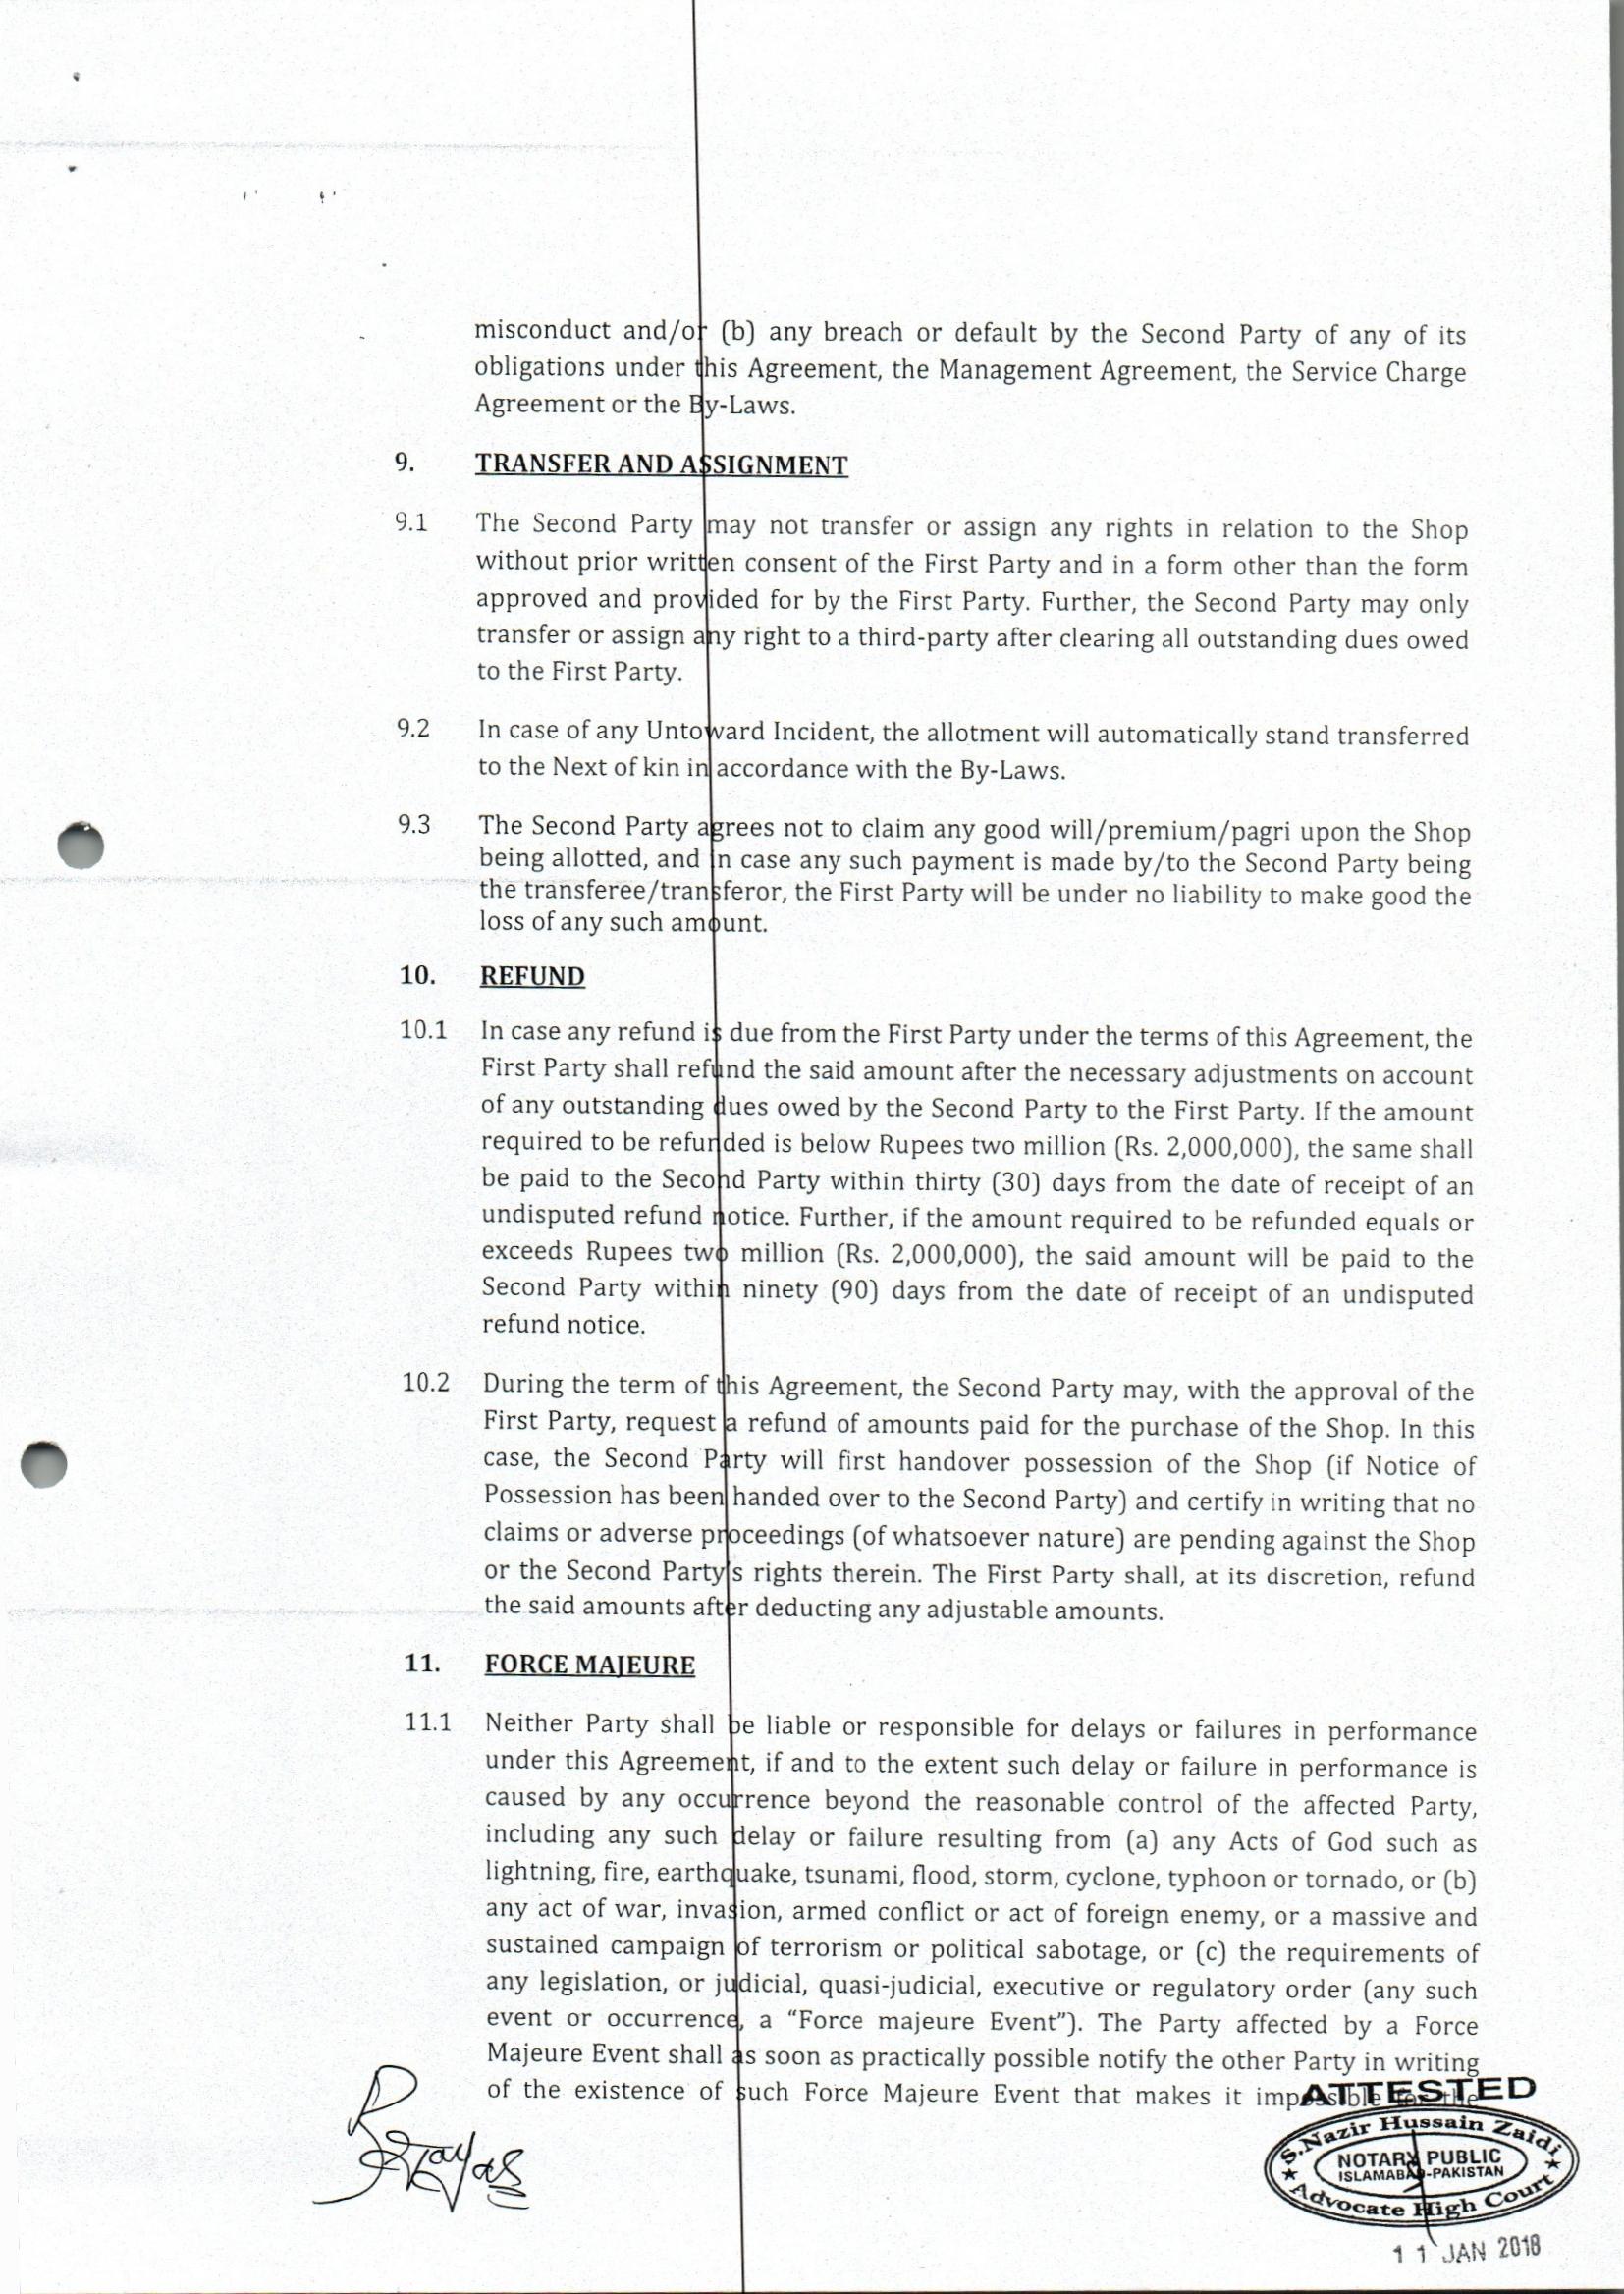 misconduct and/or (b) any breach or default by the Second Party of any of its
obligations under this Agreement, the Management Agreement, the Service Charge
Agreement or the By-Laws.
9. TRANSFER AND ASSIGNMENT
9.1 The Second Party may not transfer or assign any rights in relation to the Shop
without prior written consent of the First Party and in a form other than the form
approved and provided for by the First Party. Further, the Second Party may only
transfer or assign any right to a third-party after clearing all outstanding dues owed
to the First Party.
9.2 In case of any Untoward Incident, the allotment will automatically stand transferred
to the Next of kin in accordance with the By-Laws.
9.3 The Second Party agrees not to claim any good will/premium/pagri upon the Shop
being allotted, and in case any such payment is made by/to the Second Party being
the transferee/transferor, the First Party will be under no liability to make good the
loss of any such amount.
10. REFUND
10.1 In case any refund is due from the First Party under the terms of this Agreement, the
First Party shall refund the said amount after the necessary adjustments on account
of any outstanding dues owed by the Second Party to the First Party. If the amount
required to be refunded is below Rupees two million (Rs. 2,000,000), the same shall
be paid to the Second Party within thirty (30) days from the date of receipt of an
undisputed refund notice. Further, if the amount required to be refunded equals or
exceeds Rupees two million (Rs. 2,000,000), the said amount will be paid to the
Second Party within ninety (90) days from the date of receipt of an undisputed
refund notice.
10.2 During the term of this Agreement, the Second Party may, with the approval of the
First Party, request a refund of amounts paid for the purchase of the Shop. In this
case, the Second Party will first handover possession of the Shop (if Notice of
Possession has been handed over to the Second Party) and certify in writing that no
claims or adverse proceedings (of whatsoever nature) are pending against the Shop
or the Second Party's rights therein. The First Party shall, at its discretion, refund
the said amounts after deducting any adjustable amounts.
11. FORCE MAJEURE
11.1 Neither Party shall be liable or responsible for delays or failures in performance
under this Agreement, if and to the extent such delay or failure in performance is
caused by any occurrence beyond the reasonable control of the affected Party,
including any such delay or failure resulting from (a) any Acts of God such as
lightning, fire, earthquake, tsunami, flood, storm, cyclone, typhoon or tornado, or (b)
any act of war, invasion, armed conflict or act of foreign enemy, or a massive and
sustained campaign of terrorism or political sabotage, or (c) the requirements of
any legislation, or judicial, quasi-judicial, executive or regulatory order (any such
event or occurrence, a “Force majeure Event”). The Party affected by a Force
Majeure Event shall as soon as practically possible notify the other Party in writing
of the existence of such Force Majeure Event that makes it impossible for the
ATTESTED
S.Nazir Hussain Zaidi
NOTARY PUBLIC
ISLAMABAD-PAKISTAN
Advocate High Court
11 JAN 2018